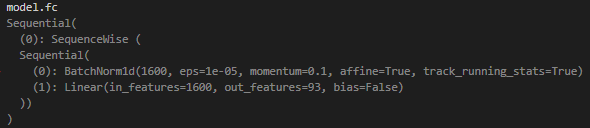 model.fc
Sequential(
  (0): SequenceWise (
  Sequential(
    (0): BatchNorm1d(1600, eps=1e-05, momentum=0.1, affine=True, track_running_stats=True)
    (1): Linear(in_features=1600, out_features=93, bias=False)
  ))
)